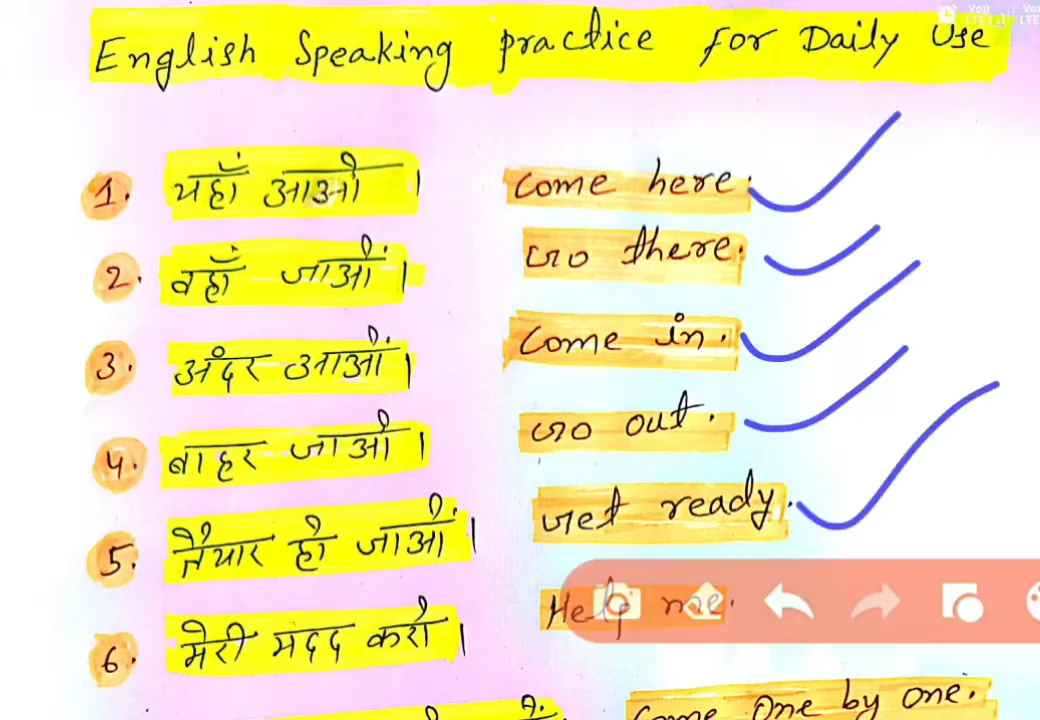 English Speaking practice for Daily Use
1. यहाँ आओ। Come here.
2. वहाँ जाओ। Go there.
3. अंदर आओ। Come in.
4. बाहर जाओ। Go out.
5. तैयार हो जाओ। Get ready.
6. मेरी मदद करो। Help me.
Come One by one.